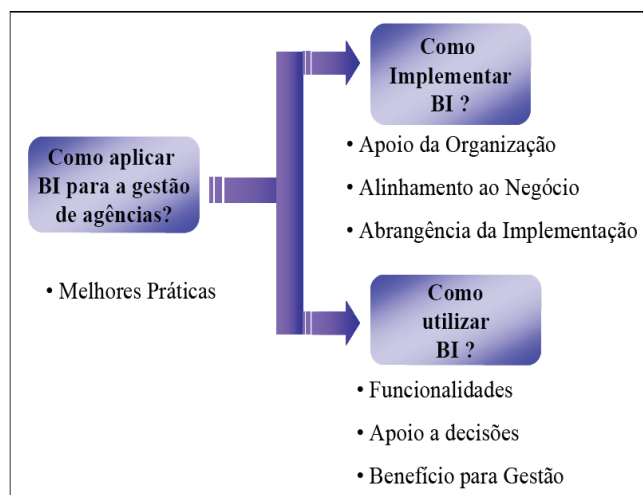 Como aplicar
BI para a gestão
de agências?
• Melhores Práticas
Como
Implementar
BI ?
• Apoio da Organização
• Alinhamento ao Negócio
• Abrangência da Implementação
Como
utilizar
BI ?
• Funcionalidades
• Apoio a decisões
• Benefício para Gestão